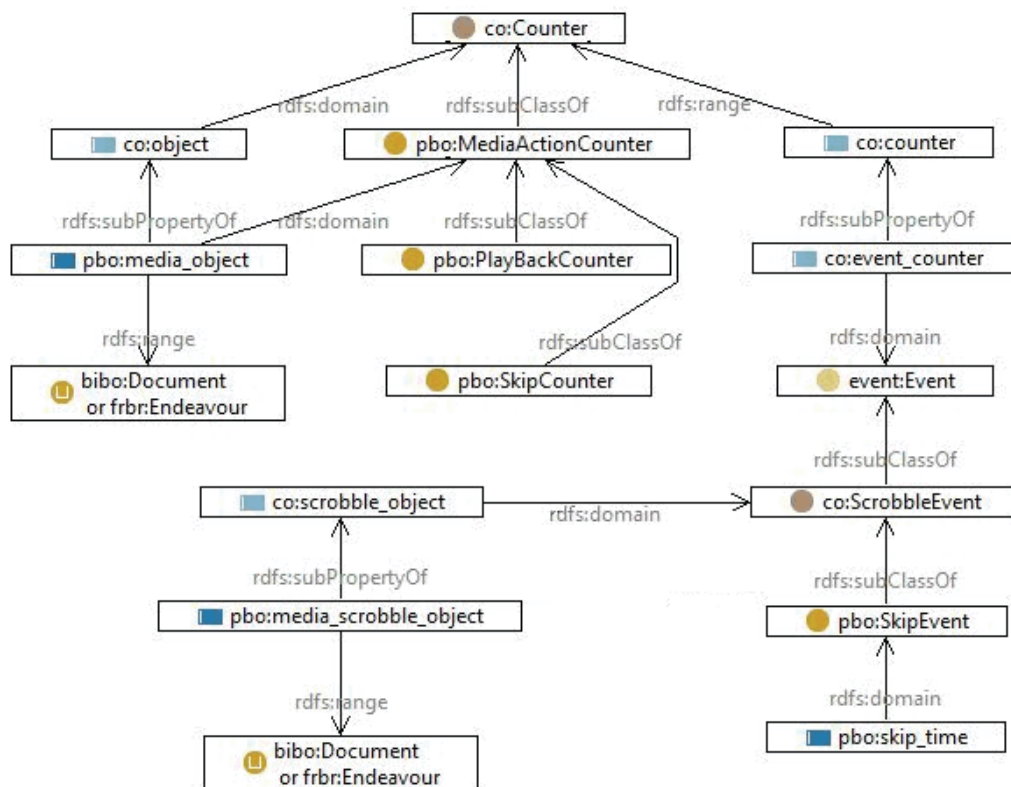 co:Counter
rdfs:domain
rdfs:subClassOf
rdfs:range
co:object
pbo:MediaActionCounter
co:counter
rdfs:subPropertyOf
rdfs:domain
rdfs:subClassOf
rdfs:subPropertyOf
pbo:media_object
pbo:PlayBackCounter
co:event_counter
rdfs:range
rdfs:subClassOf
rdfs:domain
bibo:Document
or frbr:Endeavour
pbo:SkipCounter
event:Event
rdfs:subClassOf
co:scrobble_object
rdfs:domain
co:ScrobbleEvent
rdfs:subPropertyOf
rdfs:subClassOf
pbo:media_scrobble_object
pbo:SkipEvent
rdfs:range
rdfs:domain
pbo:skip_time
bibo:Document
or frbr:Endeavour